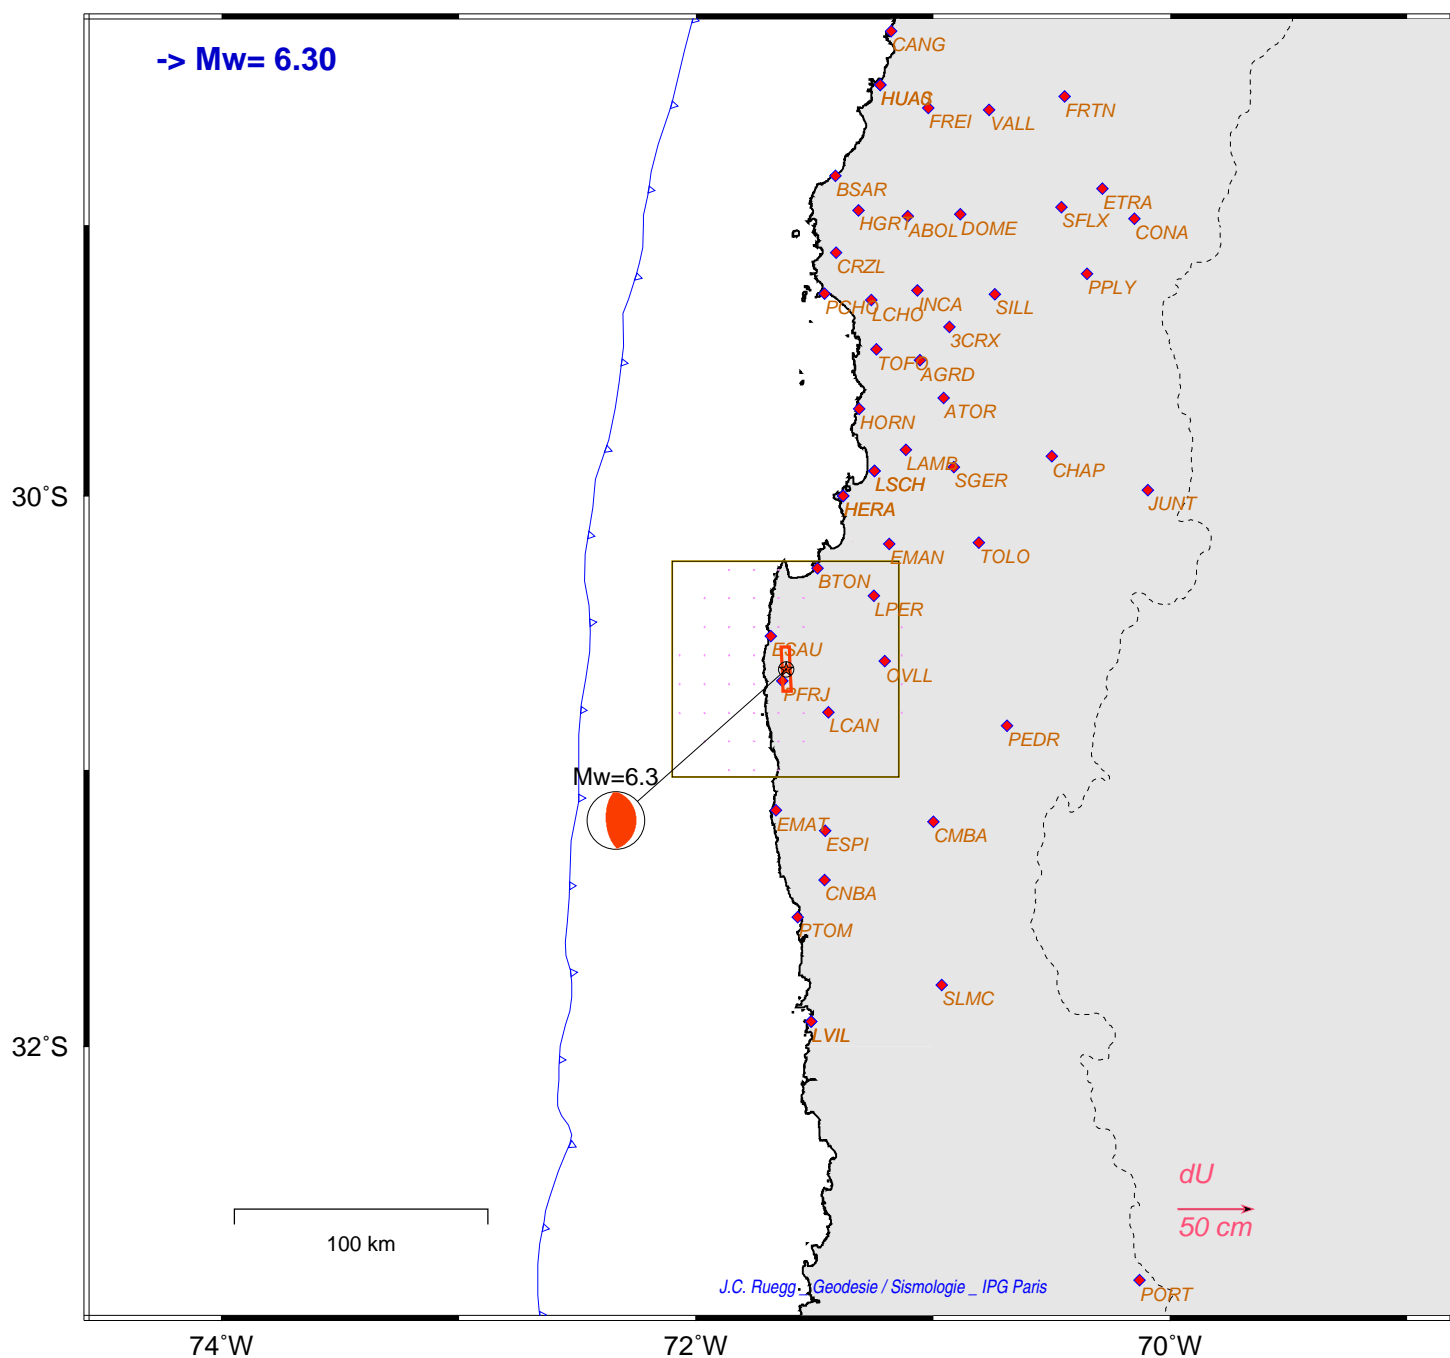 -> Mw= 6.30
CANG
FREI
VALL
FRTN
BSAR
ETRA
HGRT
ABOL
DOME
SFLX
CONA
CRZL
PPLY
PCHO
LCHO
INCA
SILL
3CRX
TOFO
AGRD
ATOR
HORN
LAMB
SGER
CHAP
LSCH
JUNT
30°S
HERA
EMAN
TOLO
BTON
LPER
ESAU
OVLL
PFRJ
LCAN
PEDR
Mw=6.3
EMAT
ESPI
CMBA
CNBA
PTOM
SLMC
LVIL
32°S
dU
50 cm
100 km
J.C. Ruegg _ Geodesie / Sismologie _ IPG Paris
PORT
74°W
72°W
70°W